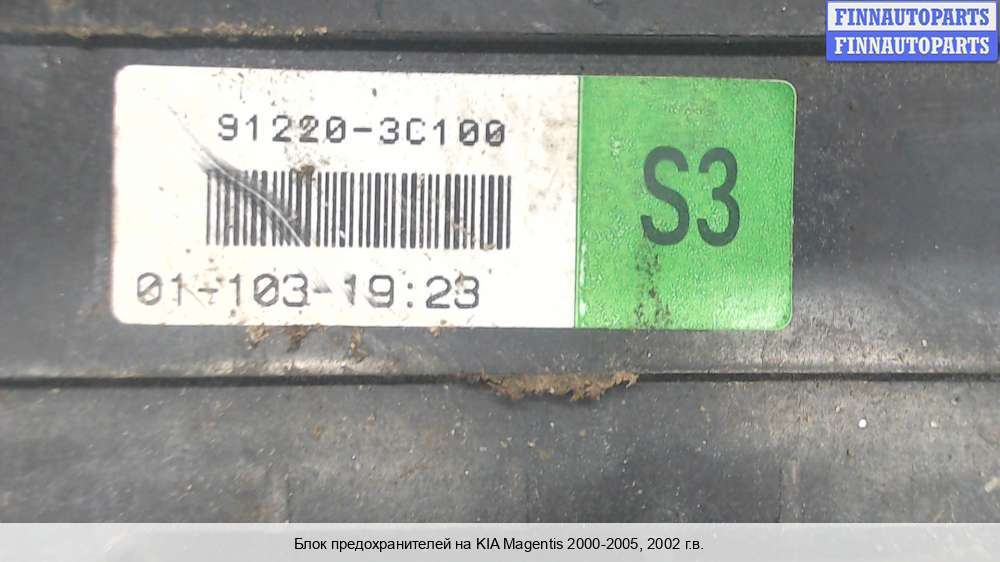 FINNAUTOPARTS
FINNAUTOPARTS
91220-3C100
S3
01-103-19:23
Блок предохранителей на KIA Magentis 2000-2005, 2002 г.в.